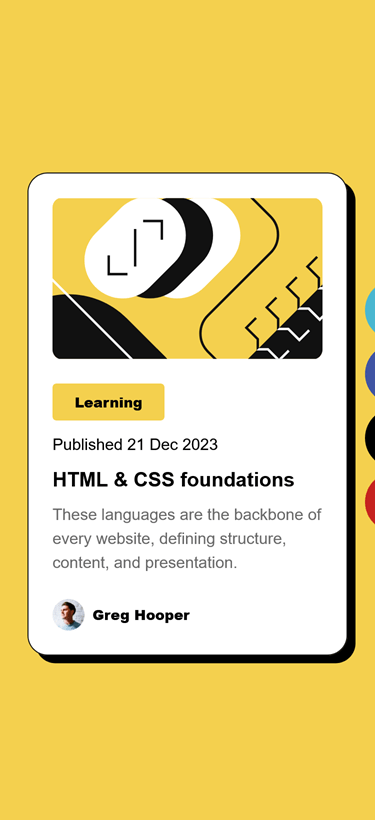 Learning
Published 21 Dec 2023
HTML & CSS foundations
These languages are the backbone of
every website, defining structure,
content, and presentation.
Greg Hooper